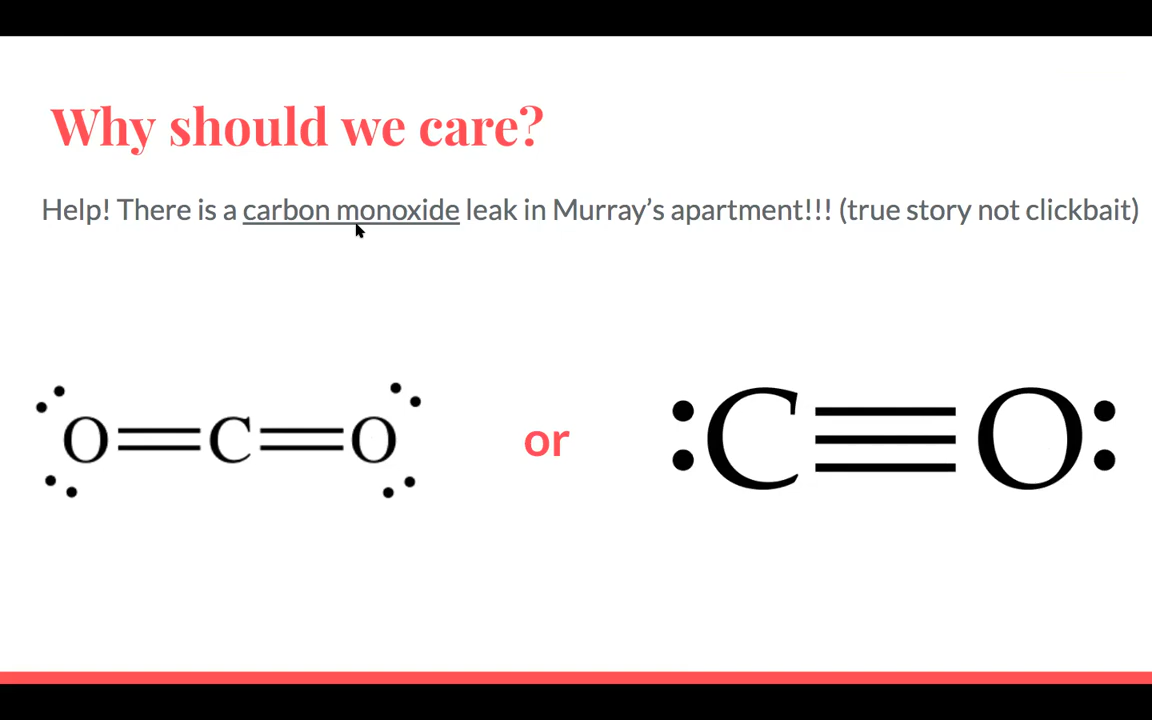 Why should we care?
Help! There is a carbon monoxide leak in Murray’s apartment!!! (true story not clickbait)
O=C=O or :C≡O: